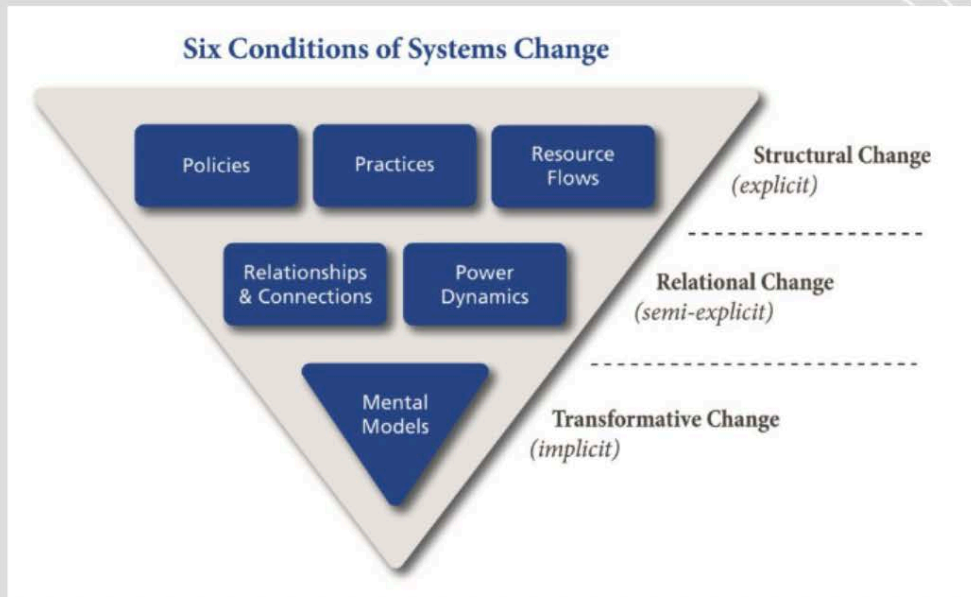 Six Conditions of Systems Change
Policies
Practices
Resource
Flows
Structural Change
(explicit)
Relationships
& Connections
Power
Dynamics
Relational Change
(semi-explicit)
Mental
Models
Transformative Change
(implicit)